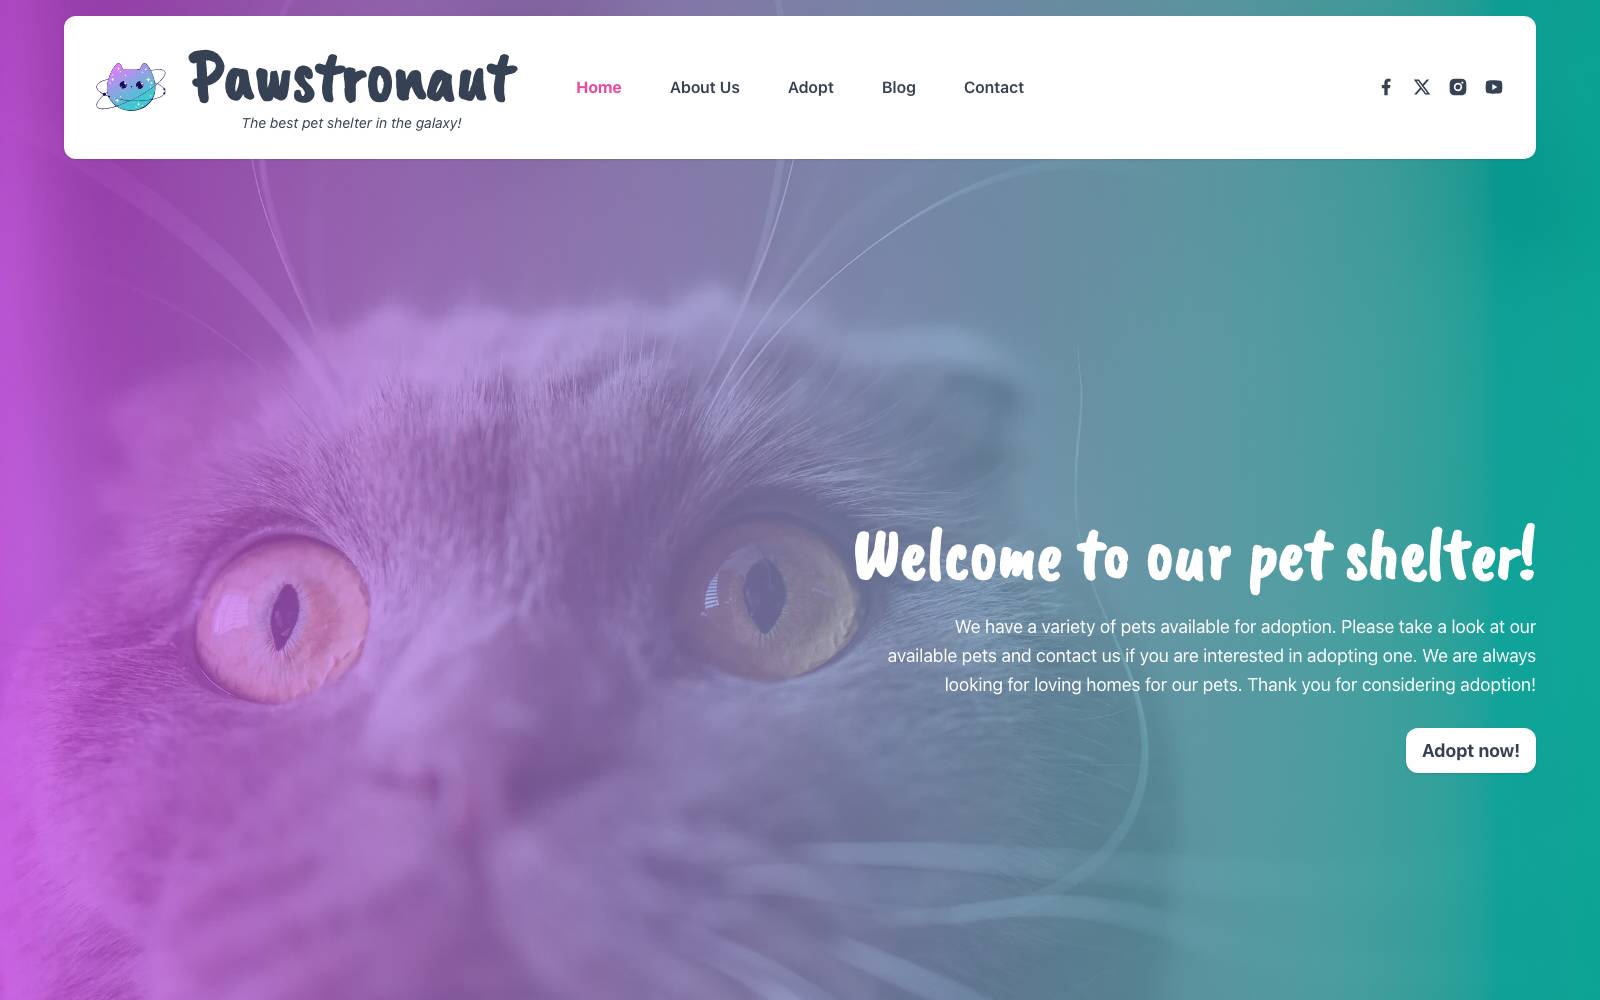 Pawstronaut
The best pet shelter in the galaxy!
Home
About Us
Adopt
Blog
Contact
Welcome to our pet shelter!
We have a variety of pets available for adoption. Please take a look at our
available pets and contact us if you are interested in adopting one. We are always
looking for loving homes for our pets. Thank you for considering adoption!
Adopt now!